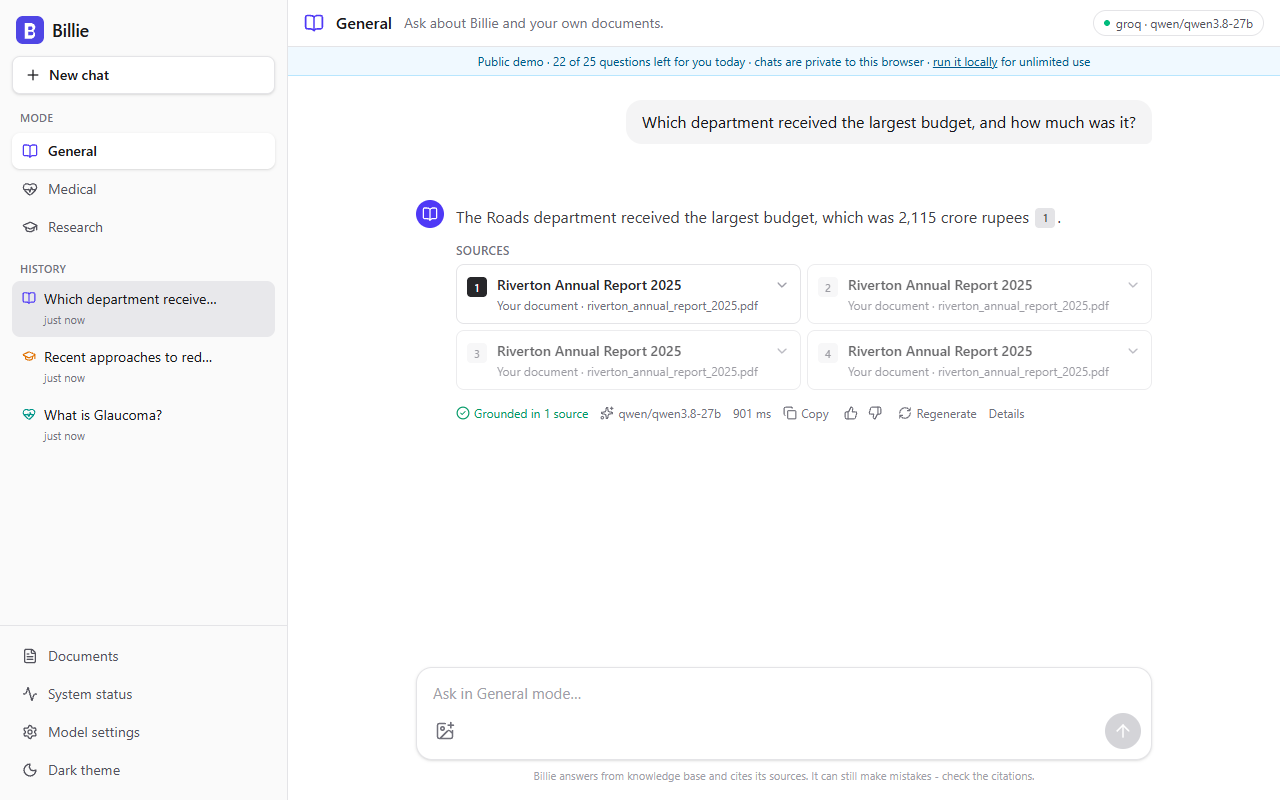 Billie
New chat
MODE
General
Medical
Research
HISTORY
Which department receive...
just now
Recent approaches to red...
just now
What is Glaucoma?
just now
Documents
System status
Model settings
Dark theme
General Ask about Billie and your own documents.
groq · qwen/qwen3.8-27b
Public demo · 22 of 25 questions left for you today · chats are private to this browser · run it locally for unlimited use
Which department received the largest budget, and how much was it?
The Roads department received the largest budget, which was 2,115 crore rupees 1 .
SOURCES
1 Riverton Annual Report 2025
Your document · riverton_annual_report_2025.pdf
2 Riverton Annual Report 2025
Your document · riverton_annual_report_2025.pdf
3 Riverton Annual Report 2025
Your document · riverton_annual_report_2025.pdf
4 Riverton Annual Report 2025
Your document · riverton_annual_report_2025.pdf
Grounded in 1 source qwen/qwen3.8-27b 901 ms Copy Regenerate Details
Ask in General mode...
Billie answers from knowledge base and cites its sources. It can still make mistakes - check the citations.